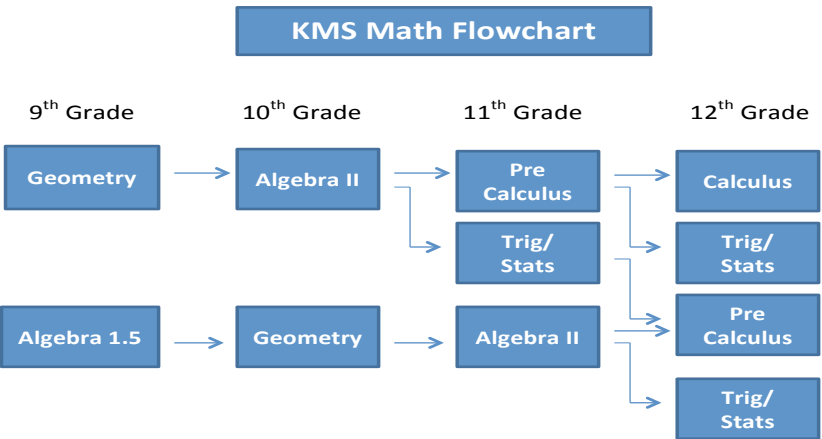 KMS Math Flowchart
9th Grade
10th Grade
11th Grade
12th Grade
Geometry
Algebra II
Pre
Calculus
Calculus
Trig/
Stats
Trig/
Stats
Algebra 1.5
Geometry
Algebra II
Pre
Calculus
Trig/
Stats